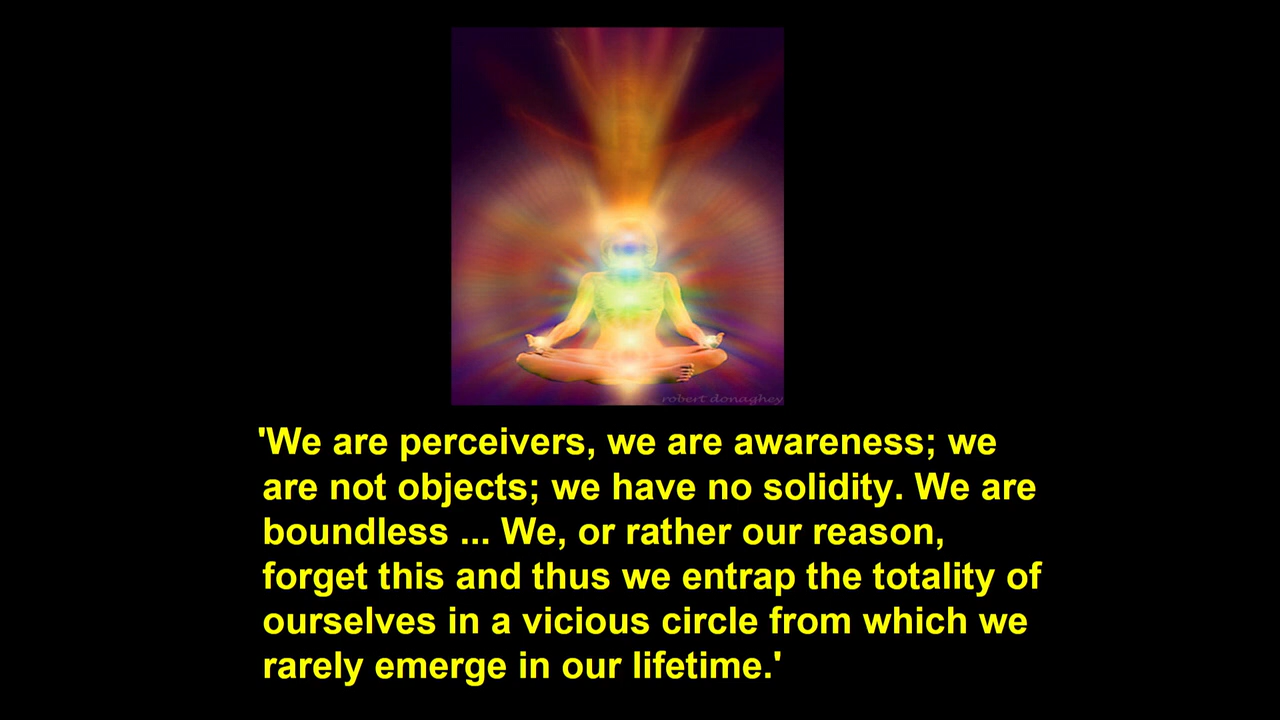 robert donaghey
'We are perceivers, we are awareness; we
are not objects; we have no solidity. We are
boundless ... We, or rather our reason,
forget this and thus we entrap the totality of
ourselves in a vicious circle from which we
rarely emerge in our lifetime.'